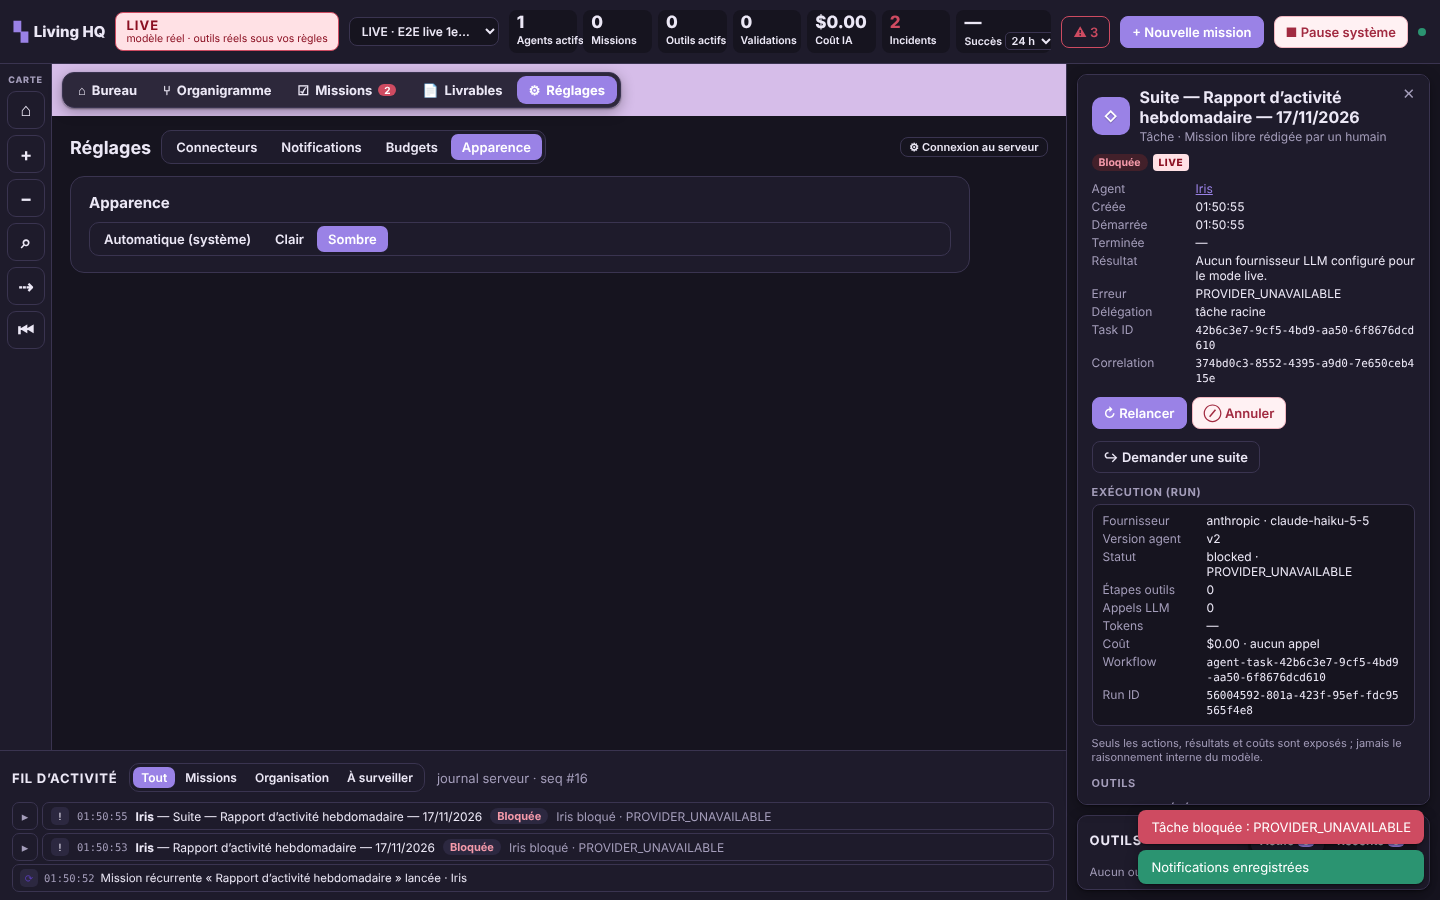 Living HQ
LIVE
modèle réel · outils réels sous vos règles
LIVE · E2E live 1e...
1
Agents actifs
0
Missions
0
Outils actifs
0
Validations
$0.00
Coût IA
2
Incidents
—
Succès 24 h
⚠ 3
+ Nouvelle mission
■ Pause système
CARTE
⌂ Bureau
⑂ Organigramme
☑ Missions 2
📄 Livrables
⚙ Réglages
Réglages
Connecteurs
Notifications
Budgets
Apparence
⚙ Connexion au serveur
Apparence
Automatique (système)
Clair
Sombre
FIL D’ACTIVITÉ
Tout
Missions
Organisation
À surveiller
journal serveur · seq #16
! 01:50:55 Iris — Suite — Rapport d’activité hebdomadaire — 17/11/2026 Bloquée Iris bloqué · PROVIDER_UNAVAILABLE
! 01:50:53 Iris — Rapport d’activité hebdomadaire — 17/11/2026 Bloquée Iris bloqué · PROVIDER_UNAVAILABLE
01:50:52 Mission récurrente « Rapport d’activité hebdomadaire » lancée · Iris
Suite — Rapport d’activité
hebdomadaire — 17/11/2026
Tâche · Mission libre rédigée par un humain
Bloquée LIVE
Agent Iris
Créée 01:50:55
Démarrée 01:50:55
Terminée —
Résultat Aucun fournisseur LLM configuré pour
le mode live.
Erreur PROVIDER_UNAVAILABLE
Délégation tâche racine
Task ID 42b6c3e7-9cf5-4bd9-aa50-6f8676dcd
610
Correlation 374bd0c3-8552-4395-a9d0-7e650ceb4
15e
↻ Relancer
Annuler
↪ Demander une suite
EXÉCUTION (RUN)
Fournisseur anthropic · claude-haiku-5-5
Version agent v2
Statut blocked ·
PROVIDER_UNAVAILABLE
Étapes outils 0
Appels LLM 0
Tokens —
Coût $0.00 · aucun appel
Workflow agent-task-42b6c3e7-9cf5-4bd9
-aa50-6f8676dcd610
Run ID 56004592-801a-423f-95ef-fdc95
565f4e8
Seuls les actions, résultats et coûts sont exposés ; jamais le
raisonnement interne du modèle.
OUTILS
OUTILS
Tâche bloquée : PROVIDER_UNAVAILABLE
Aucun
Notifications enregistrées